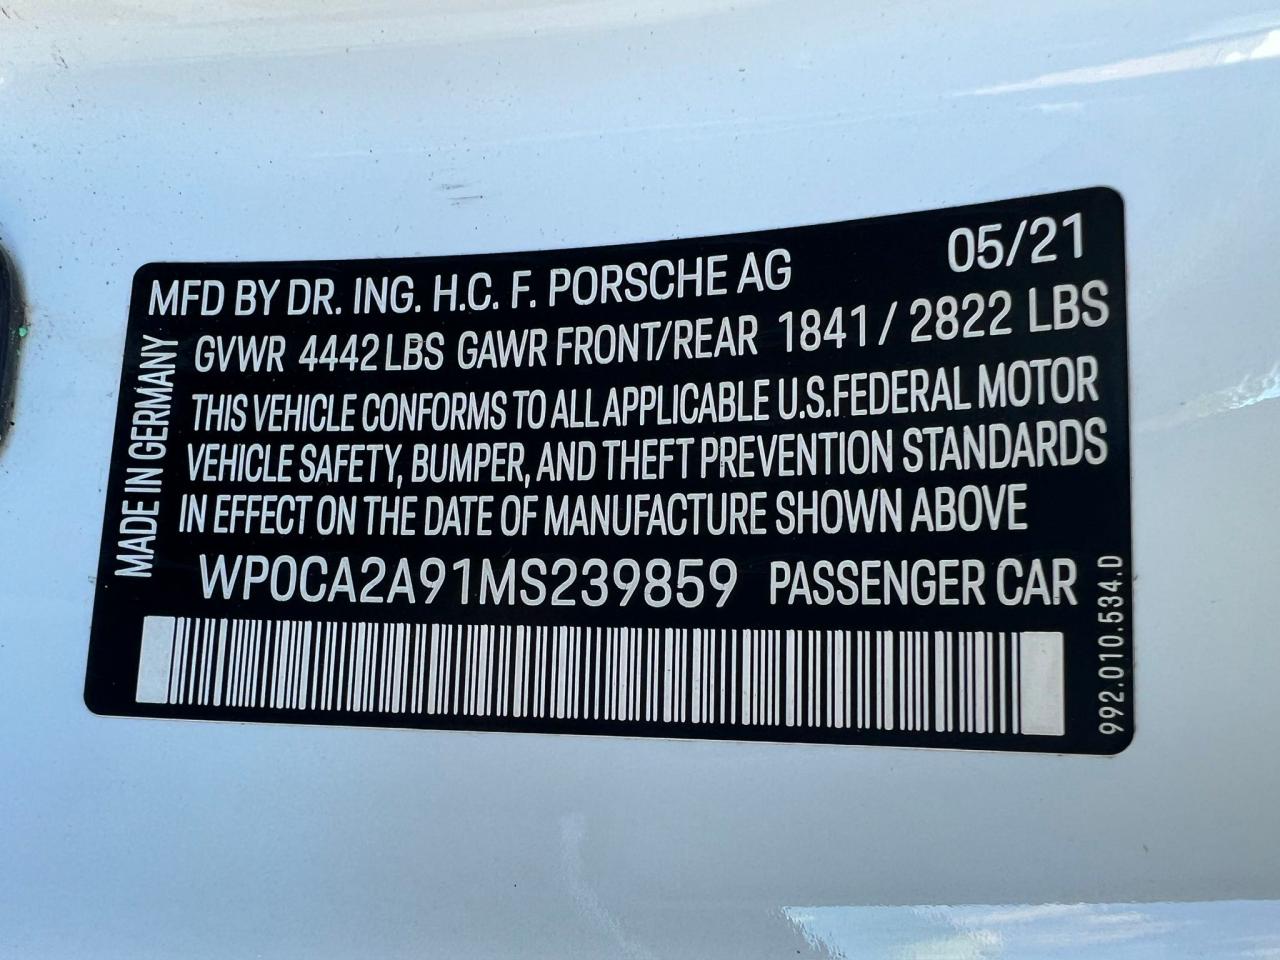 MFD BY DR. ING. H.C. F. PORSCHE AG 05/21
GVWR 4442 LBS GAWR FRONT/REAR 1841 / 2822 LBS
THIS VEHICLE CONFORMS TO ALL APPLICABLE U.S.FEDERAL MOTOR
VEHICLE SAFETY, BUMPER, AND THEFT PREVENTION STANDARDS
IN EFFECT ON THE DATE OF MANUFACTURE SHOWN ABOVE
WP0CA2A91MS239859 PASSENGER CAR
MADE IN GERMANY
992.010.534.D